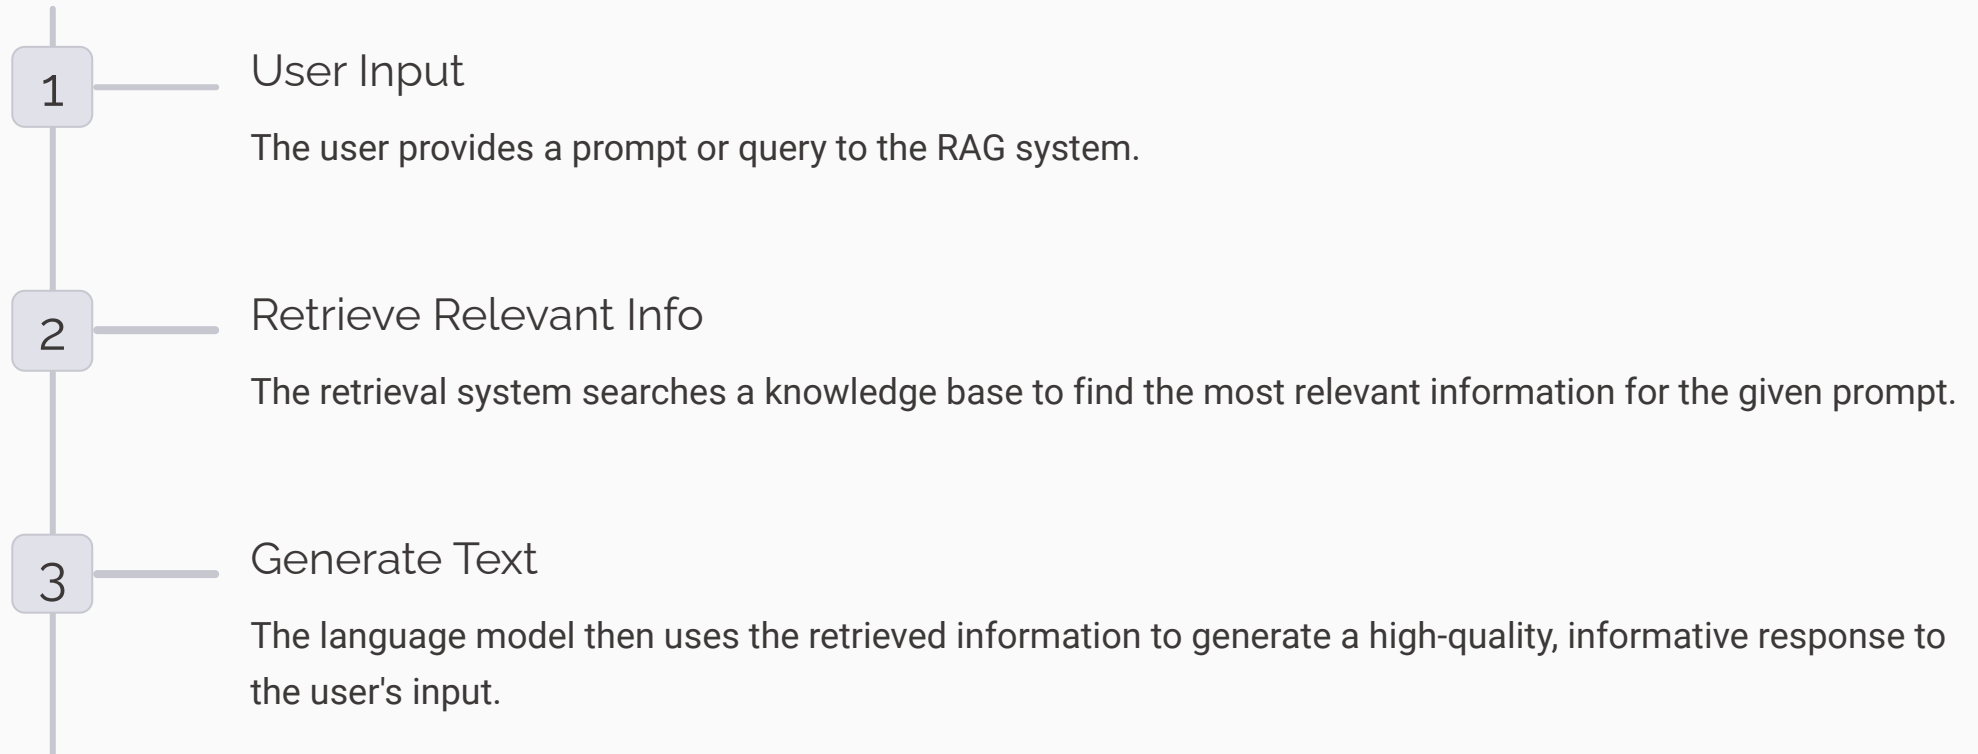 1
User Input
The user provides a prompt or query to the RAG system.
2
Retrieve Relevant Info
The retrieval system searches a knowledge base to find the most relevant information for the given prompt.
3
Generate Text
The language model then uses the retrieved information to generate a high-quality, informative response to
the user's input.